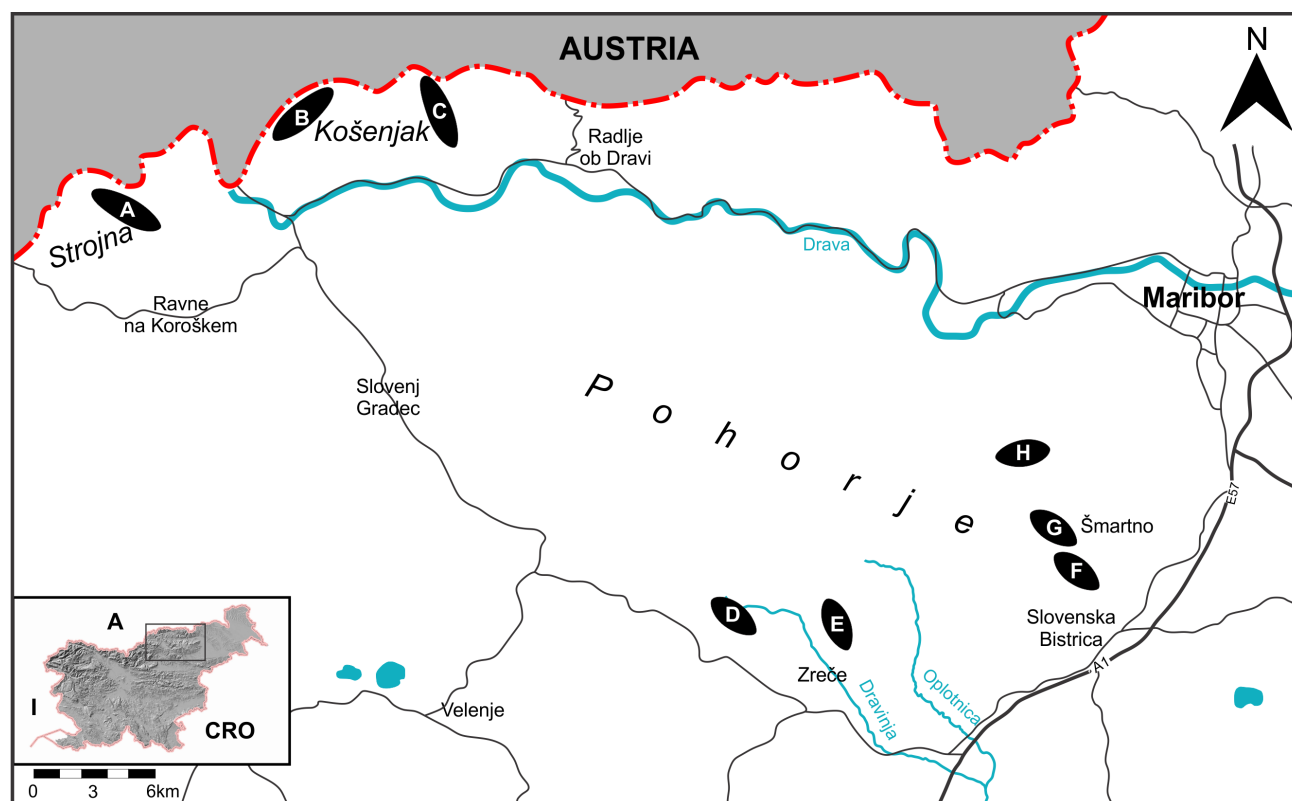 AUSTRIA
N
B
C
Košenjak
Radlje
ob Dravi
A
Strojna
Drava
Ravne
na Koroškem
Maribor
Slovenj
Gradec
Pohorje
H
E57
G
Šmartno
F
D
E
Slovenska
Bistrica
Zreče
A1
Oplotnica
Dravinja
Velenje
A
I
CRO
0 3 6km